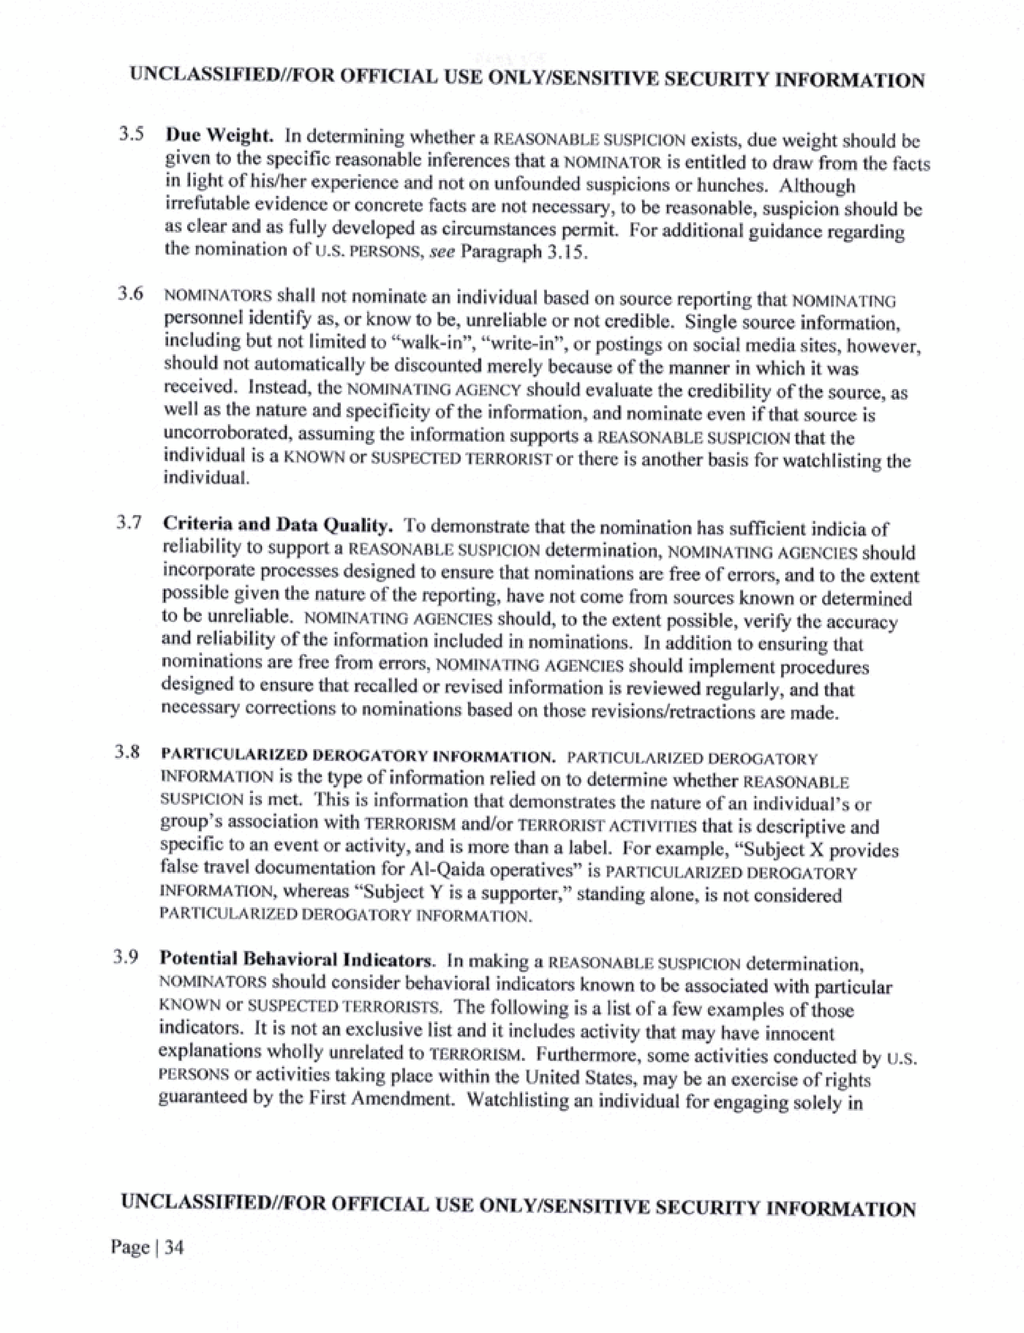 UNCLASSIFIED//FOR OFFICIAL USE ONLY/SENSITIVE SECURITY INFORMATION
3.5 Due Weight. In determining whether a REASONABLE SUSPICION exists, due weight should be
given to the specific reasonable inferences that a NOMINATOR is entitled to draw from the facts
in light of his/her experience and not on unfounded suspicions or hunches. Although
irrefutable evidence or concrete facts are not necessary, to be reasonable, suspicion should be
as clear and as fully developed as circumstances permit. For additional guidance regarding
the nomination of U.S. PERSONS, see Paragraph 3.15.
3.6 NOMINATORS shall not nominate an individual based on source reporting that NOMINATING
personnel identify as, or know to be, unreliable or not credible. Single source information,
including but not limited to “walk-in”, “write-in”, or postings on social media sites, however,
should not automatically be discounted merely because of the manner in which it was
received. Instead, the NOMINATING AGENCY should evaluate the credibility of the source, as
well as the nature and specificity of the information, and nominate even if that source is
uncorroborated, assuming the information supports a REASONABLE SUSPICION that the
individual is a KNOWN or SUSPECTED TERRORIST or there is another basis for watchlisting the
individual.
3.7 Criteria and Data Quality. To demonstrate that the nomination has sufficient indicia of
reliability to support a REASONABLE SUSPICION determination, NOMINATING AGENCIES should
incorporate processes designed to ensure that nominations are free of errors, and to the extent
possible given the nature of the reporting, have not come from sources known or determined
to be unreliable. NOMINATING AGENCIES should, to the extent possible, verify the accuracy
and reliability of the information included in nominations. In addition to ensuring that
nominations are free from errors, NOMINATING AGENCIES should implement procedures
designed to ensure that recalled or revised information is reviewed regularly, and that
necessary corrections to nominations based on those revisions/retractions are made.
3.8 PARTICULARIZED DEROGATORY INFORMATION. PARTICULARIZED DEROGATORY
INFORMATION is the type of information relied on to determine whether REASONABLE
SUSPICION is met. This is information that demonstrates the nature of an individual’s or
group’s association with TERRORISM and/or TERRORIST ACTIVITIES that is descriptive and
specific to an event or activity, and is more than a label. For example, “Subject X provides
false travel documentation for Al-Qaida operatives” is PARTICULARIZED DEROGATORY
INFORMATION, whereas “Subject Y is a supporter,” standing alone, is not considered
PARTICULARIZED DEROGATORY INFORMATION.
3.9 Potential Behavioral Indicators. In making a REASONABLE SUSPICION determination,
NOMINATORS should consider behavioral indicators known to be associated with particular
KNOWN or SUSPECTED TERRORISTS. The following is a list of a few examples of those
indicators. It is not an exclusive list and it includes activity that may have innocent
explanations wholly unrelated to TERRORISM. Furthermore, some activities conducted by U.S.
PERSONS or activities taking place within the United States, may be an exercise of rights
guaranteed by the First Amendment. Watchlisting an individual for engaging solely in
UNCLASSIFIED//FOR OFFICIAL USE ONLY/SENSITIVE SECURITY INFORMATION
Page | 34